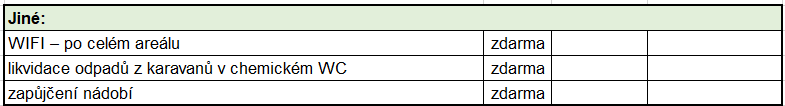 Jiné:
WIFI – po celém areálu zdarma
likvidace odpadů z karavanů v chemickém WC zdarma
zapůjčení nádobí zdarma